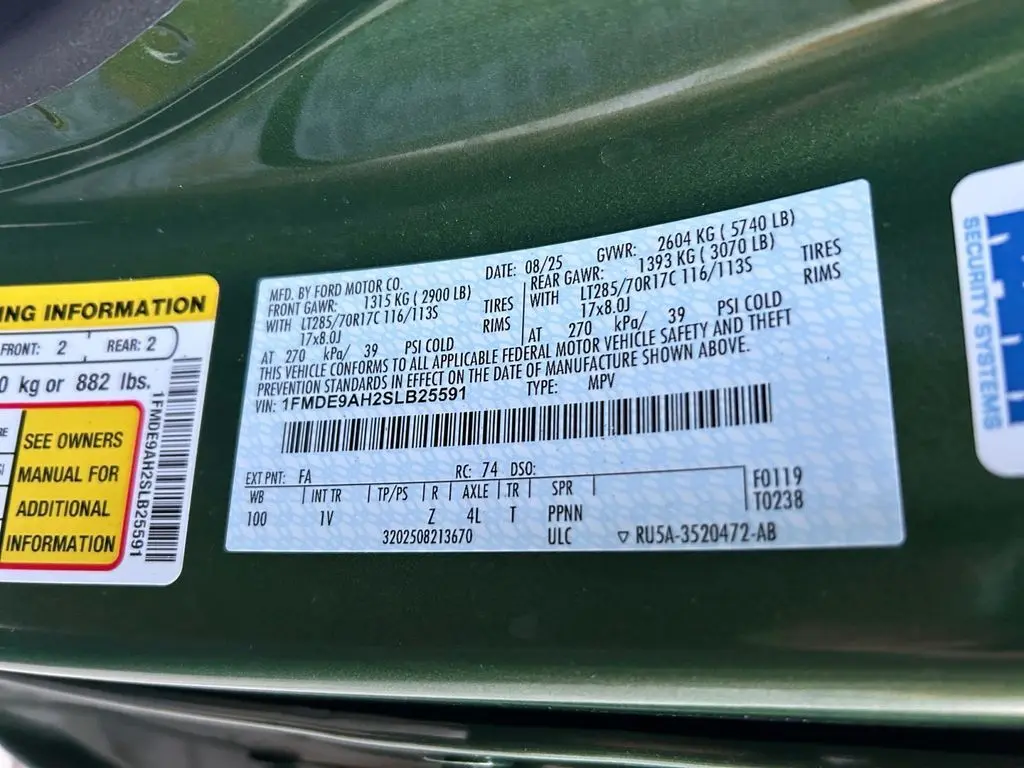 ING INFORMATION
FRONT: 2 REAR: 2
0 kg or 882 lbs.
SEE OWNERS
MANUAL FOR
ADDITIONAL
INFORMATION
1FMDE9AH2SLB25591
MFD. BY FORD MOTOR CO.
DATE: 08/25 GVWR: 2604 KG ( 5740 LB)
FRONT GAWR: 1315 KG ( 2900 LB)
WITH LT285/70R17C 116/113S TIRES
17x8.0J RIMS
AT 270 kPa/ 39 PSI COLD
REAR GAWR: 1393 KG ( 3070 LB)
WITH LT285/70R17C 116/113S TIRES
17x8.0J RIMS
AT 270 kPa/ 39 PSI COLD
THIS VEHICLE CONFORMS TO ALL APPLICABLE FEDERAL MOTOR VEHICLE SAFETY AND THEFT
PREVENTION STANDARDS IN EFFECT ON THE DATE OF MANUFACTURE SHOWN ABOVE.
VIN: 1FMDE9AH2SLB25591 TYPE: MPV
EXT PNT: FA RC: 74 DSO:
WB INT TR TP/PS R AXLE TR SPR
100 1V Z 4L T PPNN
F0119
T0238
3202508213670 ULC RU5A-3520472-AB
SECURITY SYSTEMS